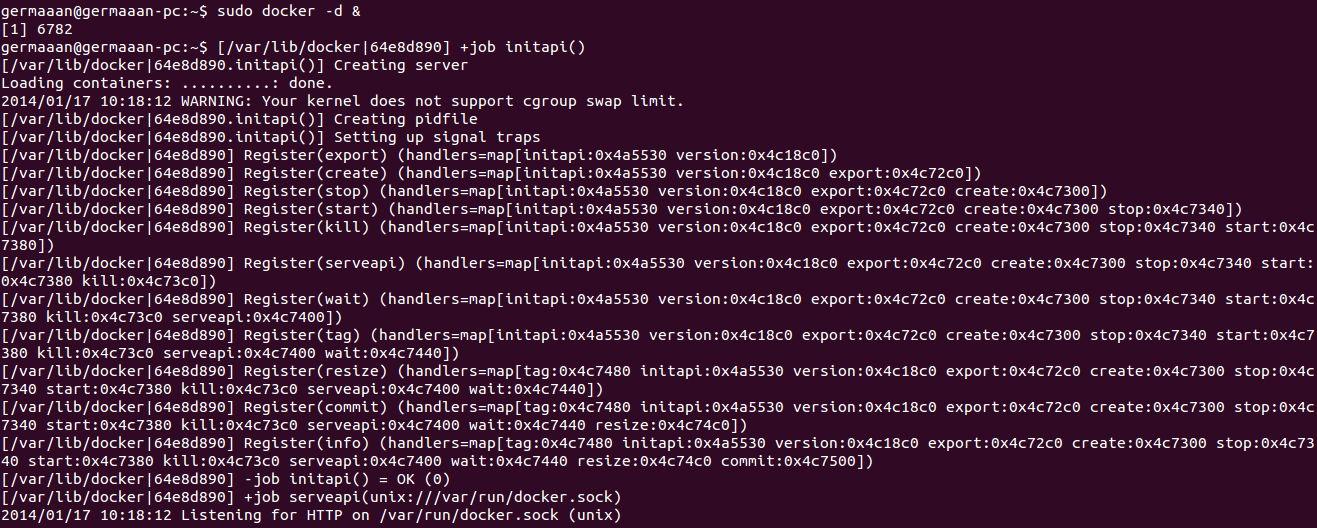 germaaan@germaaan-pc:~$ sudo docker -d &
[1] 6782
germaaan@germaaan-pc:~$ [/var/lib/docker|64e8d890] +job initapi()
[/var/lib/docker|64e8d890.initapi()] Creating server
Loading containers: ..........: done.
2014/01/17 10:18:12 WARNING: Your kernel does not support cgroup swap limit.
[/var/lib/docker|64e8d890.initapi()] Creating pidfile
[/var/lib/docker|64e8d890.initapi()] Setting up signal traps
[/var/lib/docker|64e8d890] Register(export) (handlers=map[initapi:0x4a5530 version:0x4c18c0])
[/var/lib/docker|64e8d890] Register(create) (handlers=map[initapi:0x4a5530 version:0x4c18c0 export:0x4c72c0])
[/var/lib/docker|64e8d890] Register(stop) (handlers=map[initapi:0x4a5530 version:0x4c18c0 export:0x4c72c0 create:0x4c7300])
[/var/lib/docker|64e8d890] Register(start) (handlers=map[initapi:0x4a5530 version:0x4c18c0 export:0x4c72c0 create:0x4c7300 stop:0x4c7340])
[/var/lib/docker|64e8d890] Register(kill) (handlers=map[initapi:0x4a5530 version:0x4c18c0 export:0x4c72c0 create:0x4c7300 stop:0x4c7340 start:0x4c
7380])
[/var/lib/docker|64e8d890] Register(serveapi) (handlers=map[initapi:0x4a5530 version:0x4c18c0 export:0x4c72c0 create:0x4c7300 stop:0x4c7340 start:
0x4c7380 kill:0x4c73c0])
[/var/lib/docker|64e8d890] Register(wait) (handlers=map[initapi:0x4a5530 version:0x4c18c0 export:0x4c72c0 create:0x4c7300 stop:0x4c7340 start:0x4c
7380 kill:0x4c73c0 serveapi:0x4c7400])
[/var/lib/docker|64e8d890] Register(tag) (handlers=map[initapi:0x4a5530 version:0x4c18c0 export:0x4c72c0 create:0x4c7300 stop:0x4c7340 start:0x4c7
380 kill:0x4c73c0 serveapi:0x4c7400 wait:0x4c7440])
[/var/lib/docker|64e8d890] Register(resize) (handlers=map[tag:0x4c7480 initapi:0x4a5530 version:0x4c18c0 export:0x4c72c0 create:0x4c7300 stop:0x4c
7340 start:0x4c7380 kill:0x4c73c0 serveapi:0x4c7400 wait:0x4c7440])
[/var/lib/docker|64e8d890] Register(commit) (handlers=map[tag:0x4c7480 initapi:0x4a5530 version:0x4c18c0 export:0x4c72c0 create:0x4c7300 stop:0x4c
7340 start:0x4c7380 kill:0x4c73c0 serveapi:0x4c7400 wait:0x4c7440 resize:0x4c74c0])
[/var/lib/docker|64e8d890] Register(info) (handlers=map[tag:0x4c7480 initapi:0x4a5530 version:0x4c18c0 export:0x4c72c0 create:0x4c7300 stop:0x4c73
40 start:0x4c7380 kill:0x4c73c0 serveapi:0x4c7400 wait:0x4c7440 resize:0x4c74c0 commit:0x4c7500])
[/var/lib/docker|64e8d890] -job initapi() = OK (0)
[/var/lib/docker|64e8d890] +job serveapi(unix:///var/run/docker.sock)
2014/01/17 10:18:12 Listening for HTTP on /var/run/docker.sock (unix)